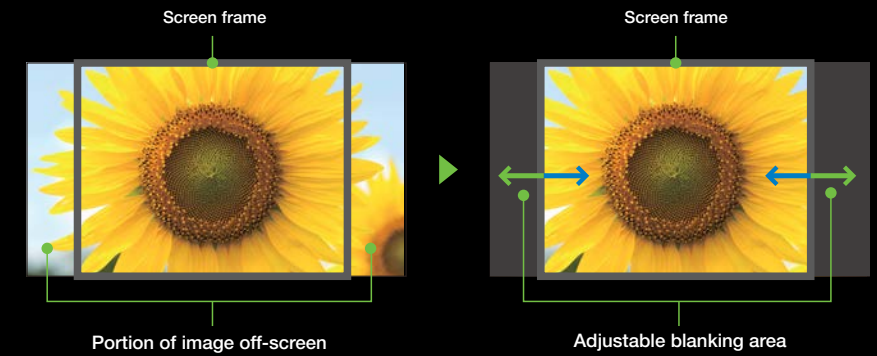 Screen frame
Screen frame
Portion of image off-screen
Adjustable blanking area